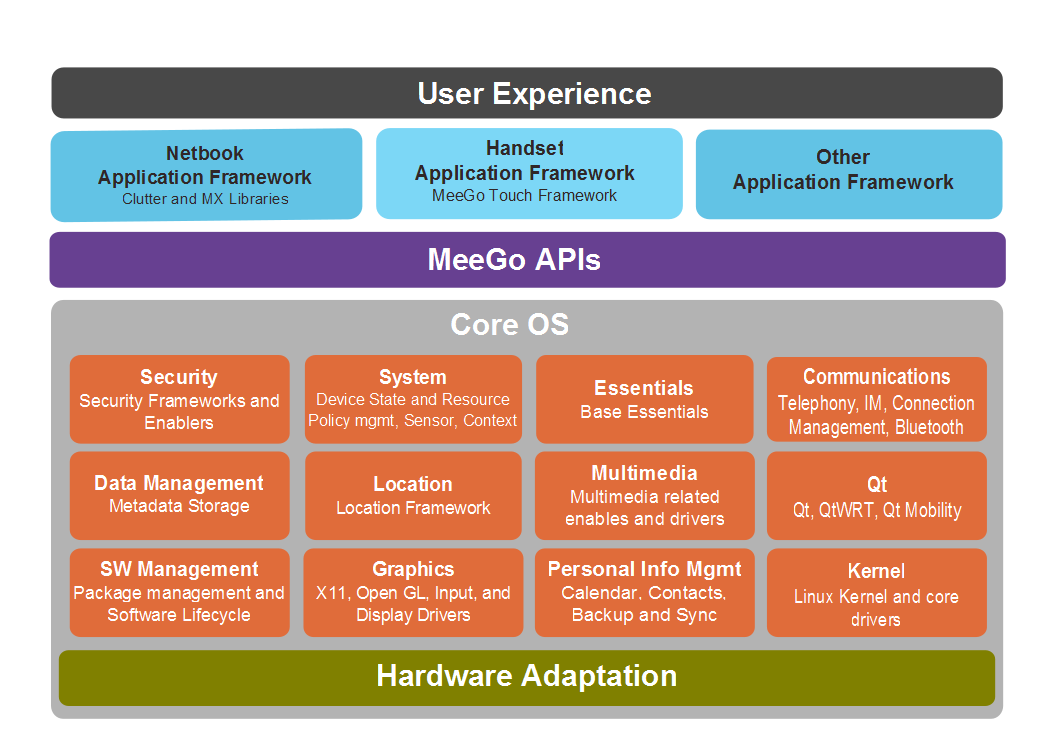 User Experience
Netbook
Application Framework
Clutter and MX Libraries
Handset
Application Framework
MeeGo Touch Framework
Other
Application Framework
MeeGo APIs
Core OS
Security
Security Frameworks and
Enablers
System
Device State and Resource
Policy mgmt, Sensor, Context
Essentials
Base Essentials
Communications
Telephony, IM, Connection
Management, Bluetooth
Data Management
Metadata Storage
Location
Location Framework
Multimedia
Multimedia related
enables and drivers
Qt
Qt, QtWRT, Qt Mobility
SW Management
Package management and
Software Lifecycle
Graphics
X11, Open GL, Input, and
Display Drivers
Personal Info Mgmt
Calendar, Contacts,
Backup and Sync
Kernel
Linux Kernel and core
drivers
Hardware Adaptation